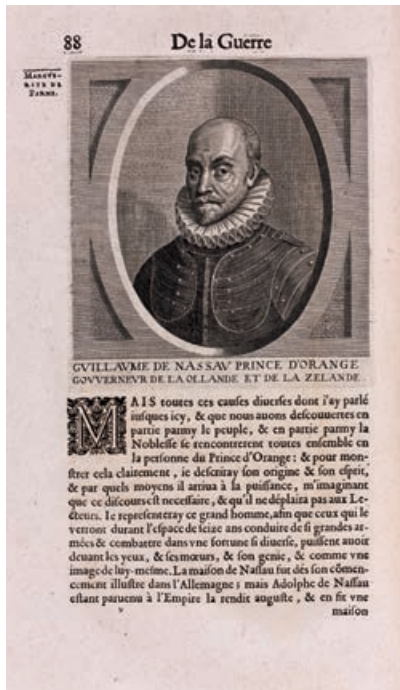 88 De la Guerre
MARGVE-
RITE DE
PARME.
GVILLAVME DE NASSAV PRINCE D'ORANGE
GOVVERNEVR DE LA OLLANDE ET DE LA ZELANDE.
MAIS toutes ces causes diuerses dont i'ay parlé
iusques icy, & que nous auons descouuertes en
partie parmy le peuple, & en partie parmy la
Noblesse se rencontrerent toutes ensemble en
la personne du Prince d'Orange: & pour mon-
strer cela clairement, ie descriray son origine & son esprit,
& par quels moyens il arriua à la puissance, m'imaginant
que ce discours est necessaire, & qu'il ne déplaira pas aux Le-
cteurs. Ie representeray ce grand homme, afin que ceux qui le
verront durant l'espace de seize ans conduire de si grandes ar-
mées & combattre dans vne fortune si diuerse, puissent auoir
deuant les yeux, & ses mœurs, & son genie, & comme vne
image de luy-mesme. La maison de Nassau fut dés son cōmen-
cement illustre dans l'Allemagne; mais Adolphe de Nassau
estant paruenu à l'Empire la rendit auguste, & en fit vne
maison